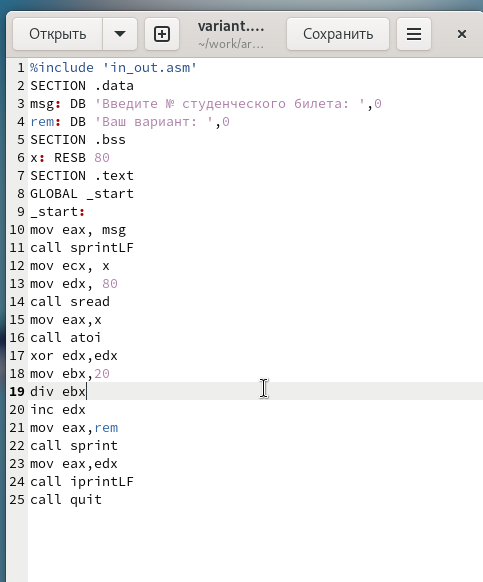 Открыть
variant....
~/work/ar...
Сохранить
1 %include 'in_out.asm'
2 SECTION .data
3 msg: DB 'Введите № студенческого билета: ',0
4 rem: DB 'Ваш вариант: ',0
5 SECTION .bss
6 x: RESB 80
7 SECTION .text
8 GLOBAL _start
9 _start:
10 mov eax, msg
11 call sprintLF
12 mov ecx, x
13 mov edx, 80
14 call sread
15 mov eax,x
16 call atoi
17 xor edx,edx
18 mov ebx,20
19 div ebx
20 inc edx
21 mov eax,rem
22 call sprint
23 mov eax,edx
24 call iprintLF
25 call quit